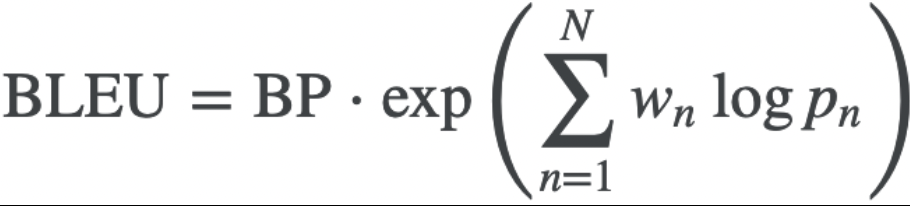 BLEU = BP · exp ( ∑_{n=1}^{N} w_n log p_n )